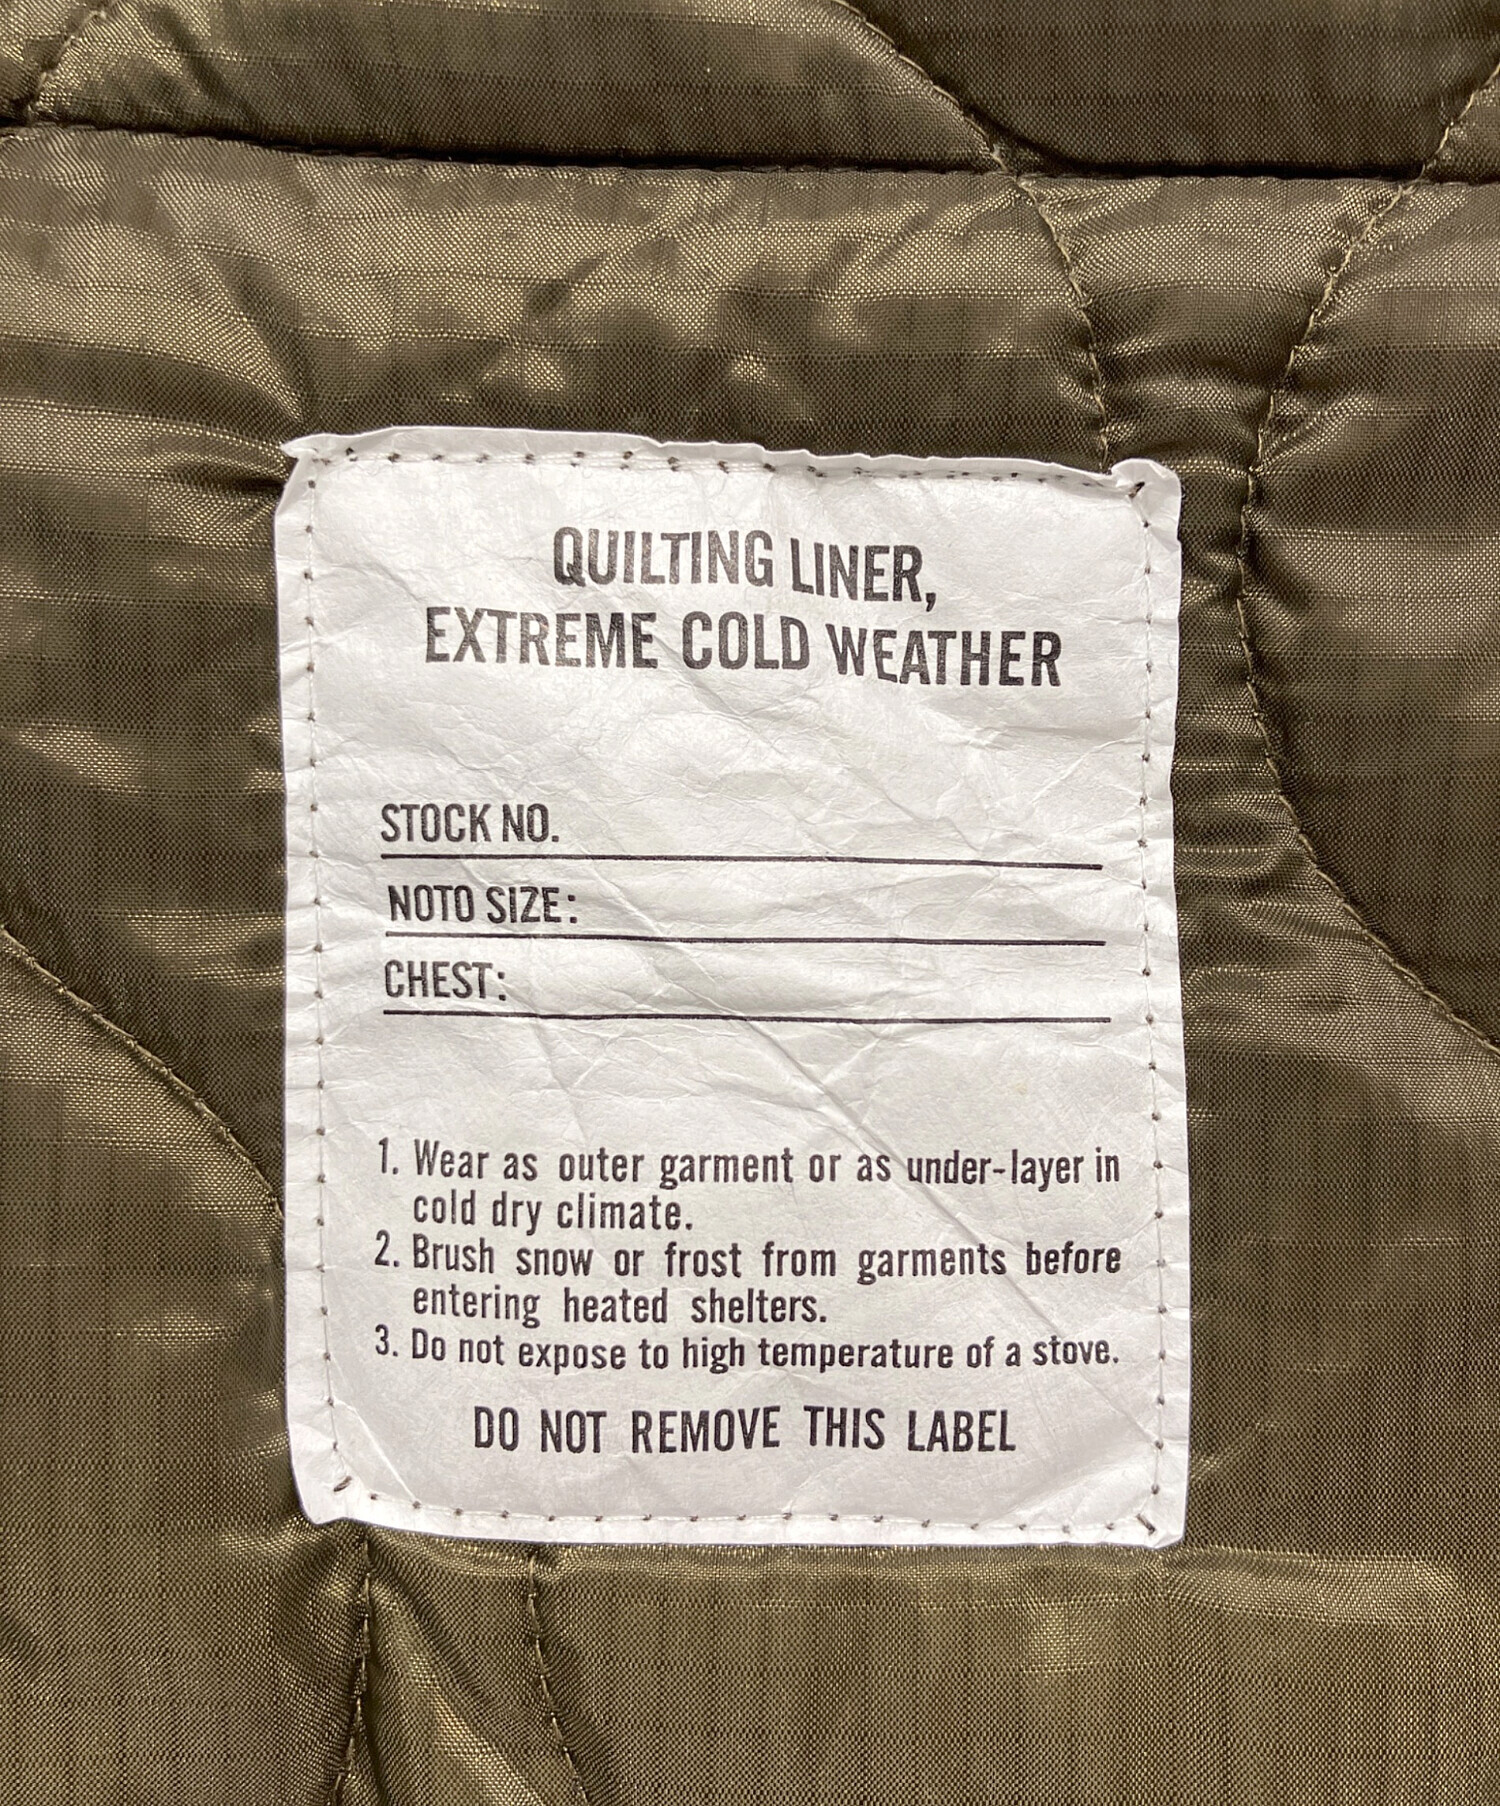 QUILTING LINER,
EXTREME COLD WEATHER
STOCK NO.
NOTO SIZE:
CHEST:
1. Wear as outer garment or as under-layer in
cold dry climate.
2. Brush snow or frost from garments before
entering heated shelters.
3. Do not expose to high temperature of a stove.
DO NOT REMOVE THIS LABEL